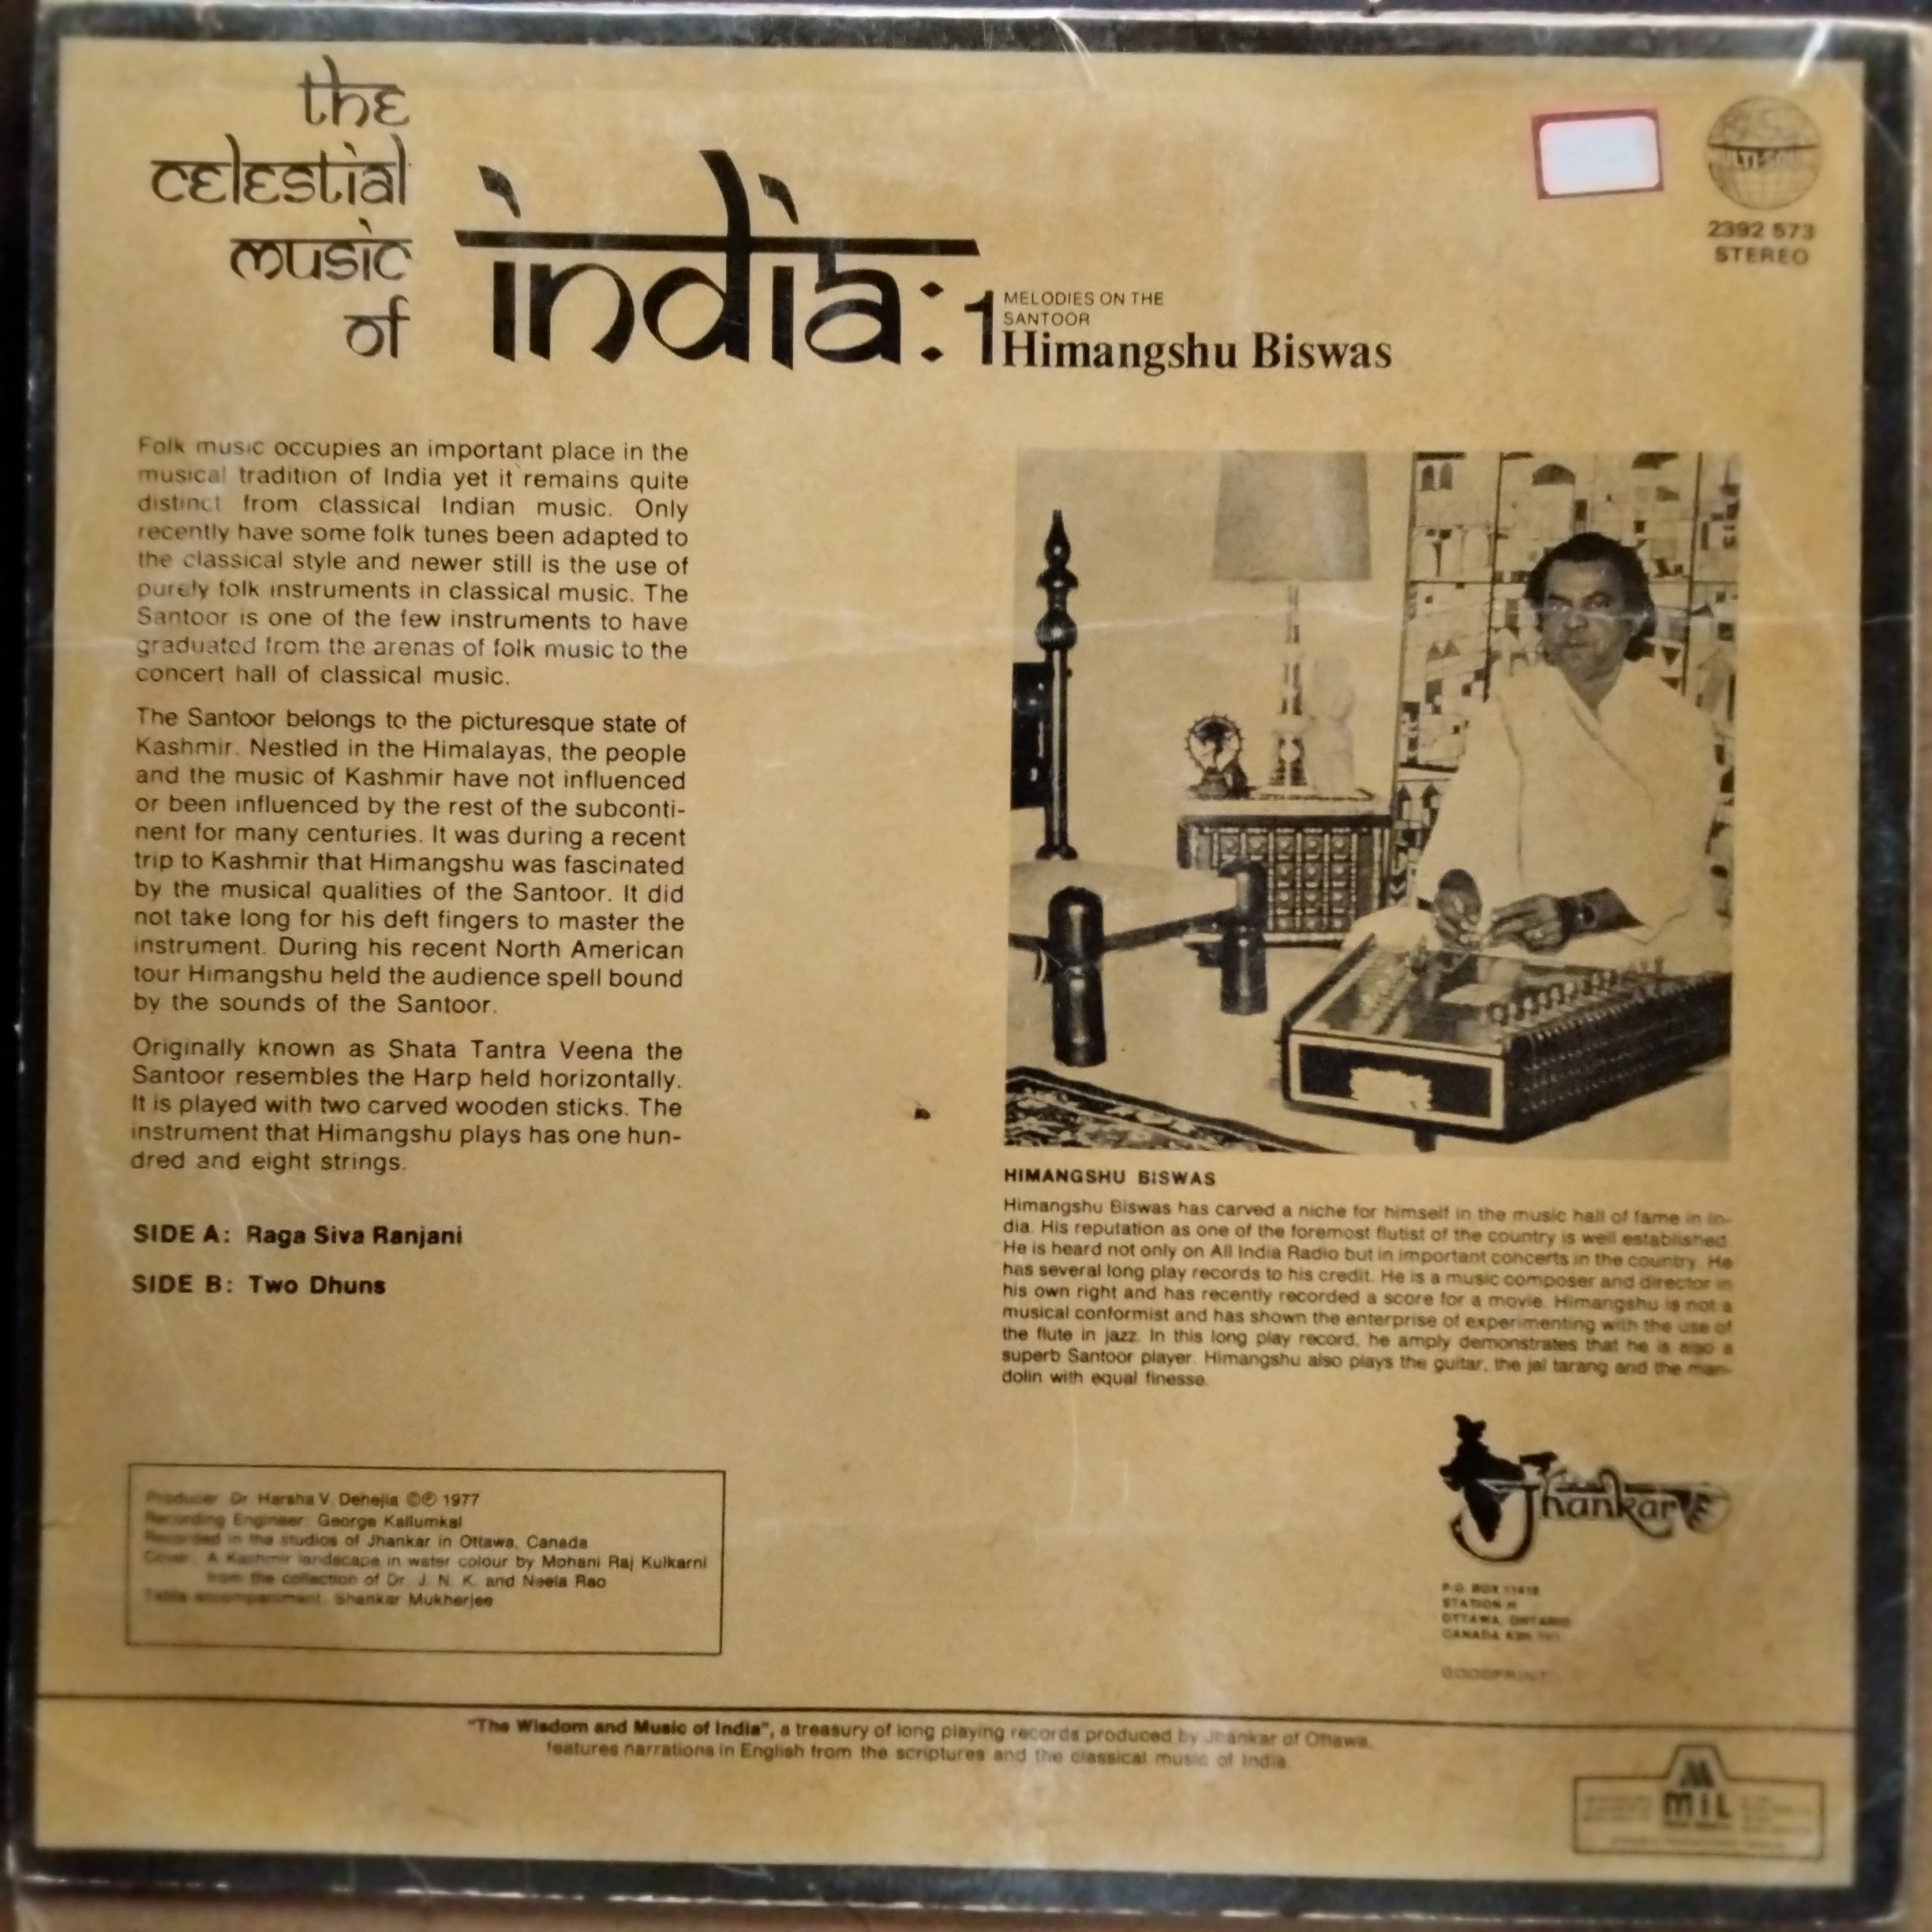 the
celestial
music
of
india: 1
MELODIES ON THE
SANTOOR
Himangshu Biswas
MULTI-SOUND
2392 573
STEREO
Folk music occupies an important place in the
musical tradition of India yet it remains quite
distinct from classical Indian music. Only
recently have some folk tunes been adapted to
the classical style and newer still is the use of
purely folk instruments in classical music. The
Santoor is one of the few instruments to have
graduated from the arenas of folk music to the
concert hall of classical music.
The Santoor belongs to the picturesque state of
Kashmir. Nestled in the Himalayas, the people
and the music of Kashmir have not influenced
or been influenced by the rest of the subconti-
nent for many centuries. It was during a recent
trip to Kashmir that Himangshu was fascinated
by the musical qualities of the Santoor. It did
not take long for his deft fingers to master the
instrument. During his recent North American
tour Himangshu held the audience spell bound
by the sounds of the Santoor.
Originally known as Shata Tantra Veena the
Santoor resembles the Harp held horizontally.
It is played with two carved wooden sticks. The
instrument that Himangshu plays has one hun-
dred and eight strings.
SIDE A: Raga Siva Ranjani
SIDE B: Two Dhuns
HIMANGSHU BISWAS
Himangshu Biswas has carved a niche for himself in the music hall of fame in In-
dia. His reputation as one of the foremost flutist of the country is well established.
He is heard not only on All India Radio but in important concerts in the country. He
has several long play records to his credit. He is a music composer and director in
his own right and has recently recorded a score for a movie. Himangshu is not a
musical conformist and has shown the enterprise of experimenting with the use of
the flute in jazz. In this long play record, he amply demonstrates that he is also a
superb Santoor player. Himangshu also plays the guitar, the jal tarang and the man-
dolin with equal finesse.
Producer: Dr. Harsha V. Dehejia ©℗ 1977
Recording Engineer: George Kallumkal
Recorded in the studios of Jhankar in Ottawa, Canada
Cover: A Kashmir landscape in water colour by Mohani Raj Kulkarni
from the collection of Dr. J. N. K. and Neela Rao
Tabla accompaniment: Shankar Mukherjee
Jhankar
P.O. BOX
STATION H
OTTAWA, ONTARIO
CANADA
GOODPRINT
"The Wisdom and Music of India", a treasury of long playing records produced by Jhankar of Ottawa,
features narrations in English from the scriptures and the classical music of India.
MIL